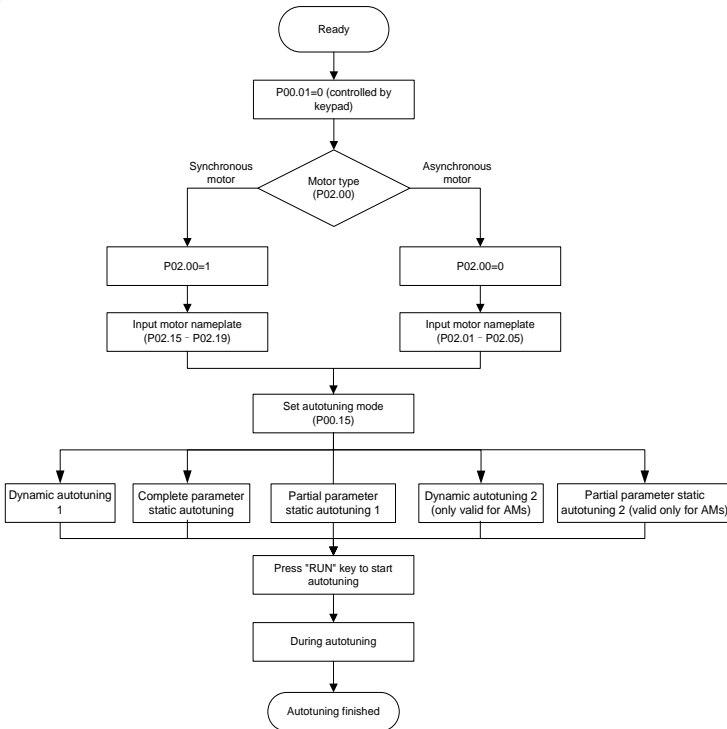 Ready
P00.01=0 (controlled by
keypad)
Synchronous
motor
Motor type
(P02.00)
Asynchronous
motor
P02.00=1
P02.00=0
Input motor nameplate
(P02.15﹣P02.19)
Input motor nameplate
(P02.01﹣P02.05)
Set autotuning mode
(P00.15)
Dynamic autotuning
1
Complete parameter
static autotuning
Partial parameter
static autotuning 1
Dynamic autotuning 2
(only valid for AMs)
Partial parameter static
autotuning 2 (valid only for AMs)
Press "RUN" key to start
autotuning
During autotuning
Autotuning finished